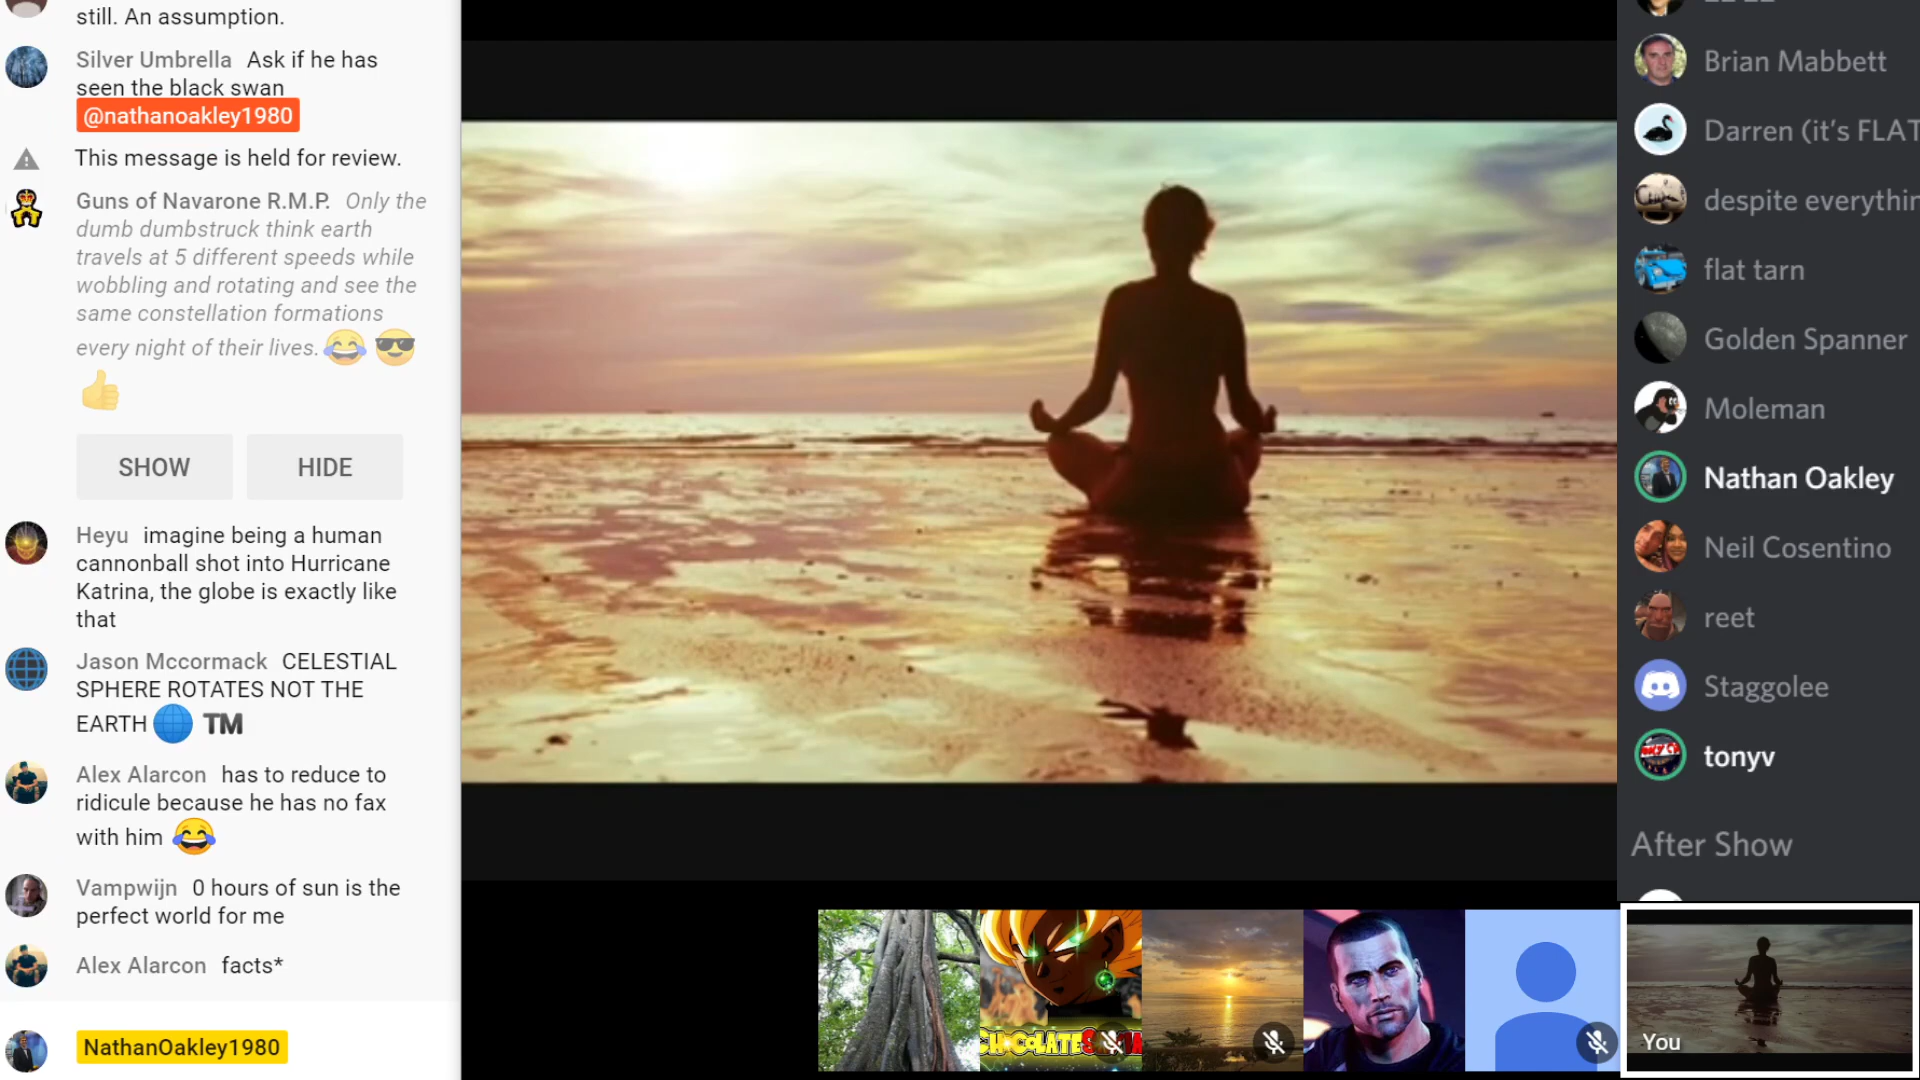 still. An assumption.
Silver Umbrella Ask if he has
seen the black swan
@nathanoakley1980
This message is held for review.
Guns of Navarone R.M.P. Only the
dumb dumbstruck think earth
travels at 5 different speeds while
wobbling and rotating and see the
same constellation formations
every night of their lives.😂 😎
👍
SHOW HIDE
Heyu imagine being a human
cannonball shot into Hurricane
Katrina, the globe is exactly like
that
Jason Mccormack CELESTIAL
SPHERE ROTATES NOT THE
EARTH 🌐 ™️
Alex Alarcon has to reduce to
ridicule because he has no fax
with him 😂
Vampwijn 0 hours of sun is the
perfect world for me
Alex Alarcon facts*
NathanOakley1980
Brian Mabbett
Darren (it's FLAT
despite everythin
flat tarn
Golden Spanner
Moleman
Nathan Oakley
Neil Cosentino
reet
Staggolee
tonyv
After Show
CHOCOLATE
You